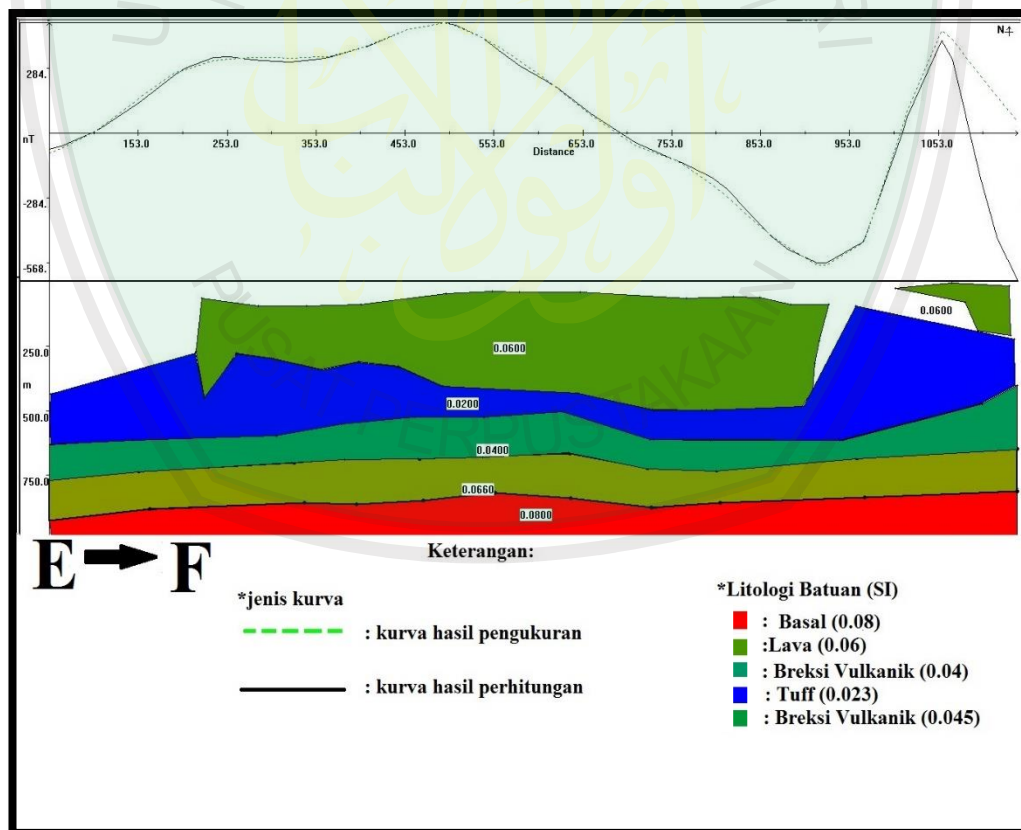 N
284.
nT
153.0 253.0 353.0 453.0 553.0 653.0 753.0 853.0 953.0 1053.0
Distance
-284.
-568.
0.0600
0.0600
250.0
m
0.0200
500.0
0.0400
750.0
0.0660
0.0800
PUSAT PERPUSTAKAAN
E F
Keterangan:
*jenis kurva
: kurva hasil pengukuran
: kurva hasil perhitungan
*Litologi Batuan (SI)
: Basal (0.08)
:Lava (0.06)
: Breksi Vulkanik (0.04)
: Tuff (0.023)
: Breksi Vulkanik (0.045)